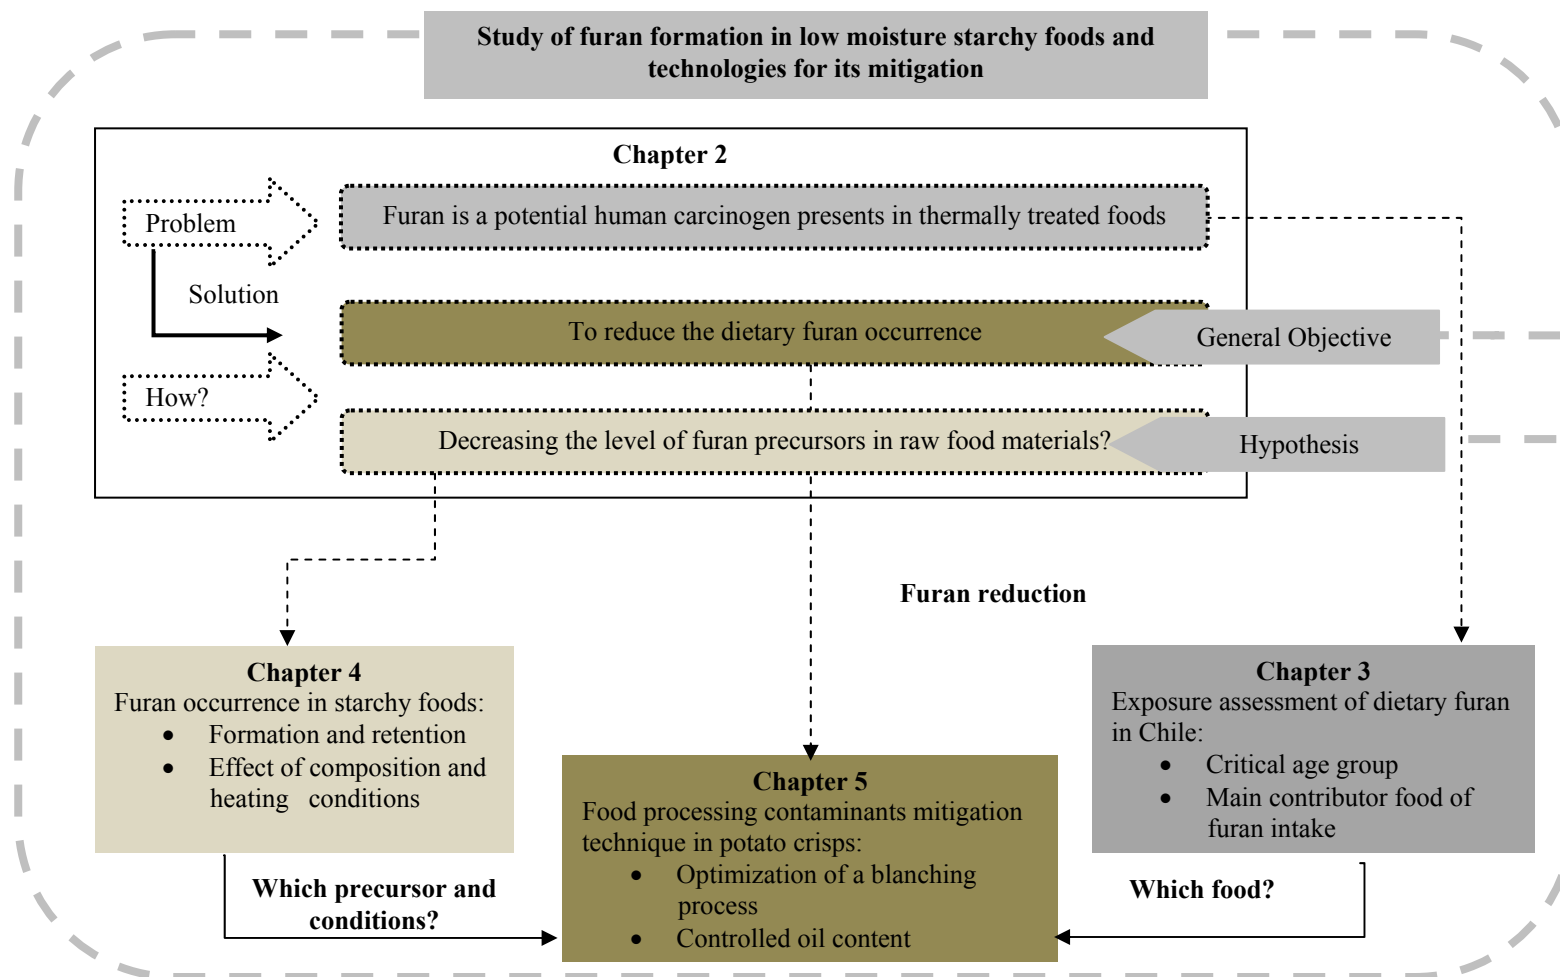 Study of furan formation in low moisture starchy foods and
technologies for its mitigation
Chapter 2
Problem
Furan is a potential human carcinogen presents in thermally treated foods
Solution
To reduce the dietary furan occurrence
General Objective
How?
Decreasing the level of furan precursors in raw food materials?
Hypothesis
Furan reduction
Chapter 4
Furan occurrence in starchy foods:
• Formation and retention
• Effect of composition and
heating conditions
Which precursor and
conditions?
Chapter 5
Food processing contaminants mitigation
technique in potato crisps:
• Optimization of a blanching
process
• Controlled oil content
Chapter 3
Exposure assessment of dietary furan
in Chile:
• Critical age group
• Main contributor food of
furan intake
Which food?